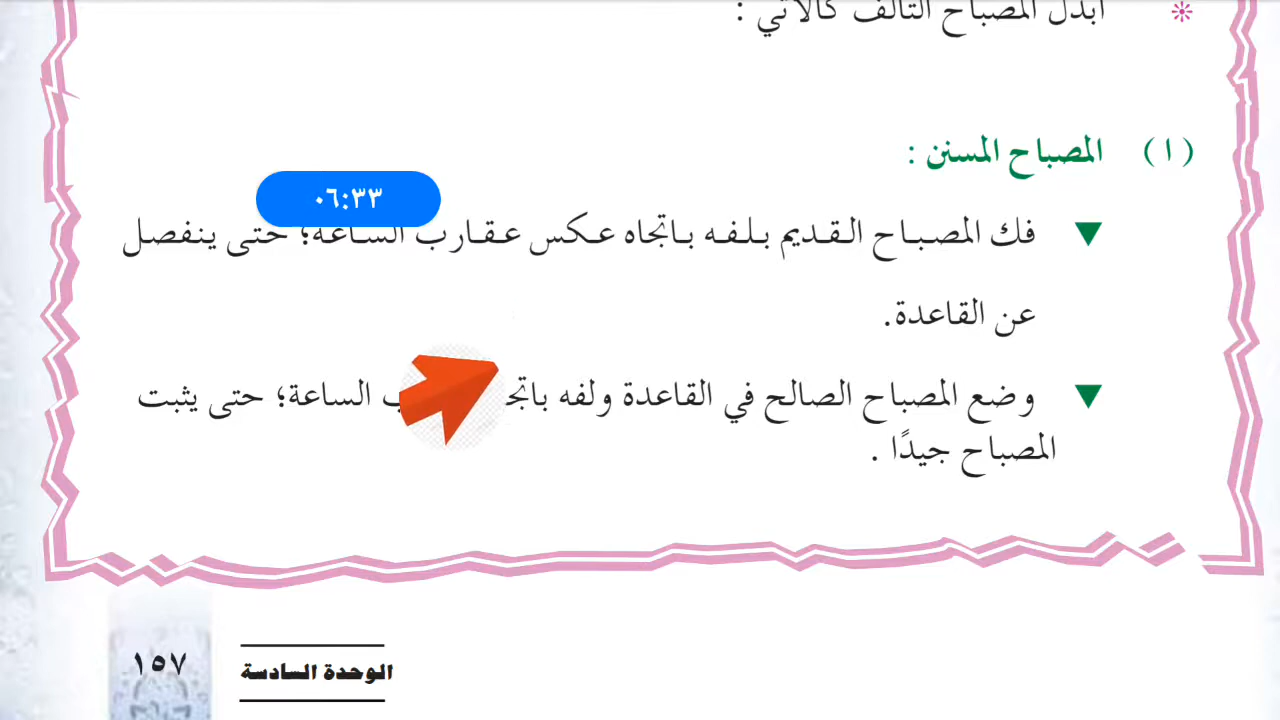 أبدل المصباح التالف كالآتي :
(١) المصباح المسنن :
٠٦:٣٣
فك المصباح القديم بلفه باتجاه عكس عقارب الساعة؛ حتى ينفصل
عن القاعدة.
وضع المصباح الصالح في القاعدة ولفه الساعة؛ حتى يثبت
المصباح جيدًا .
١٥٧
الوحدة السادسة